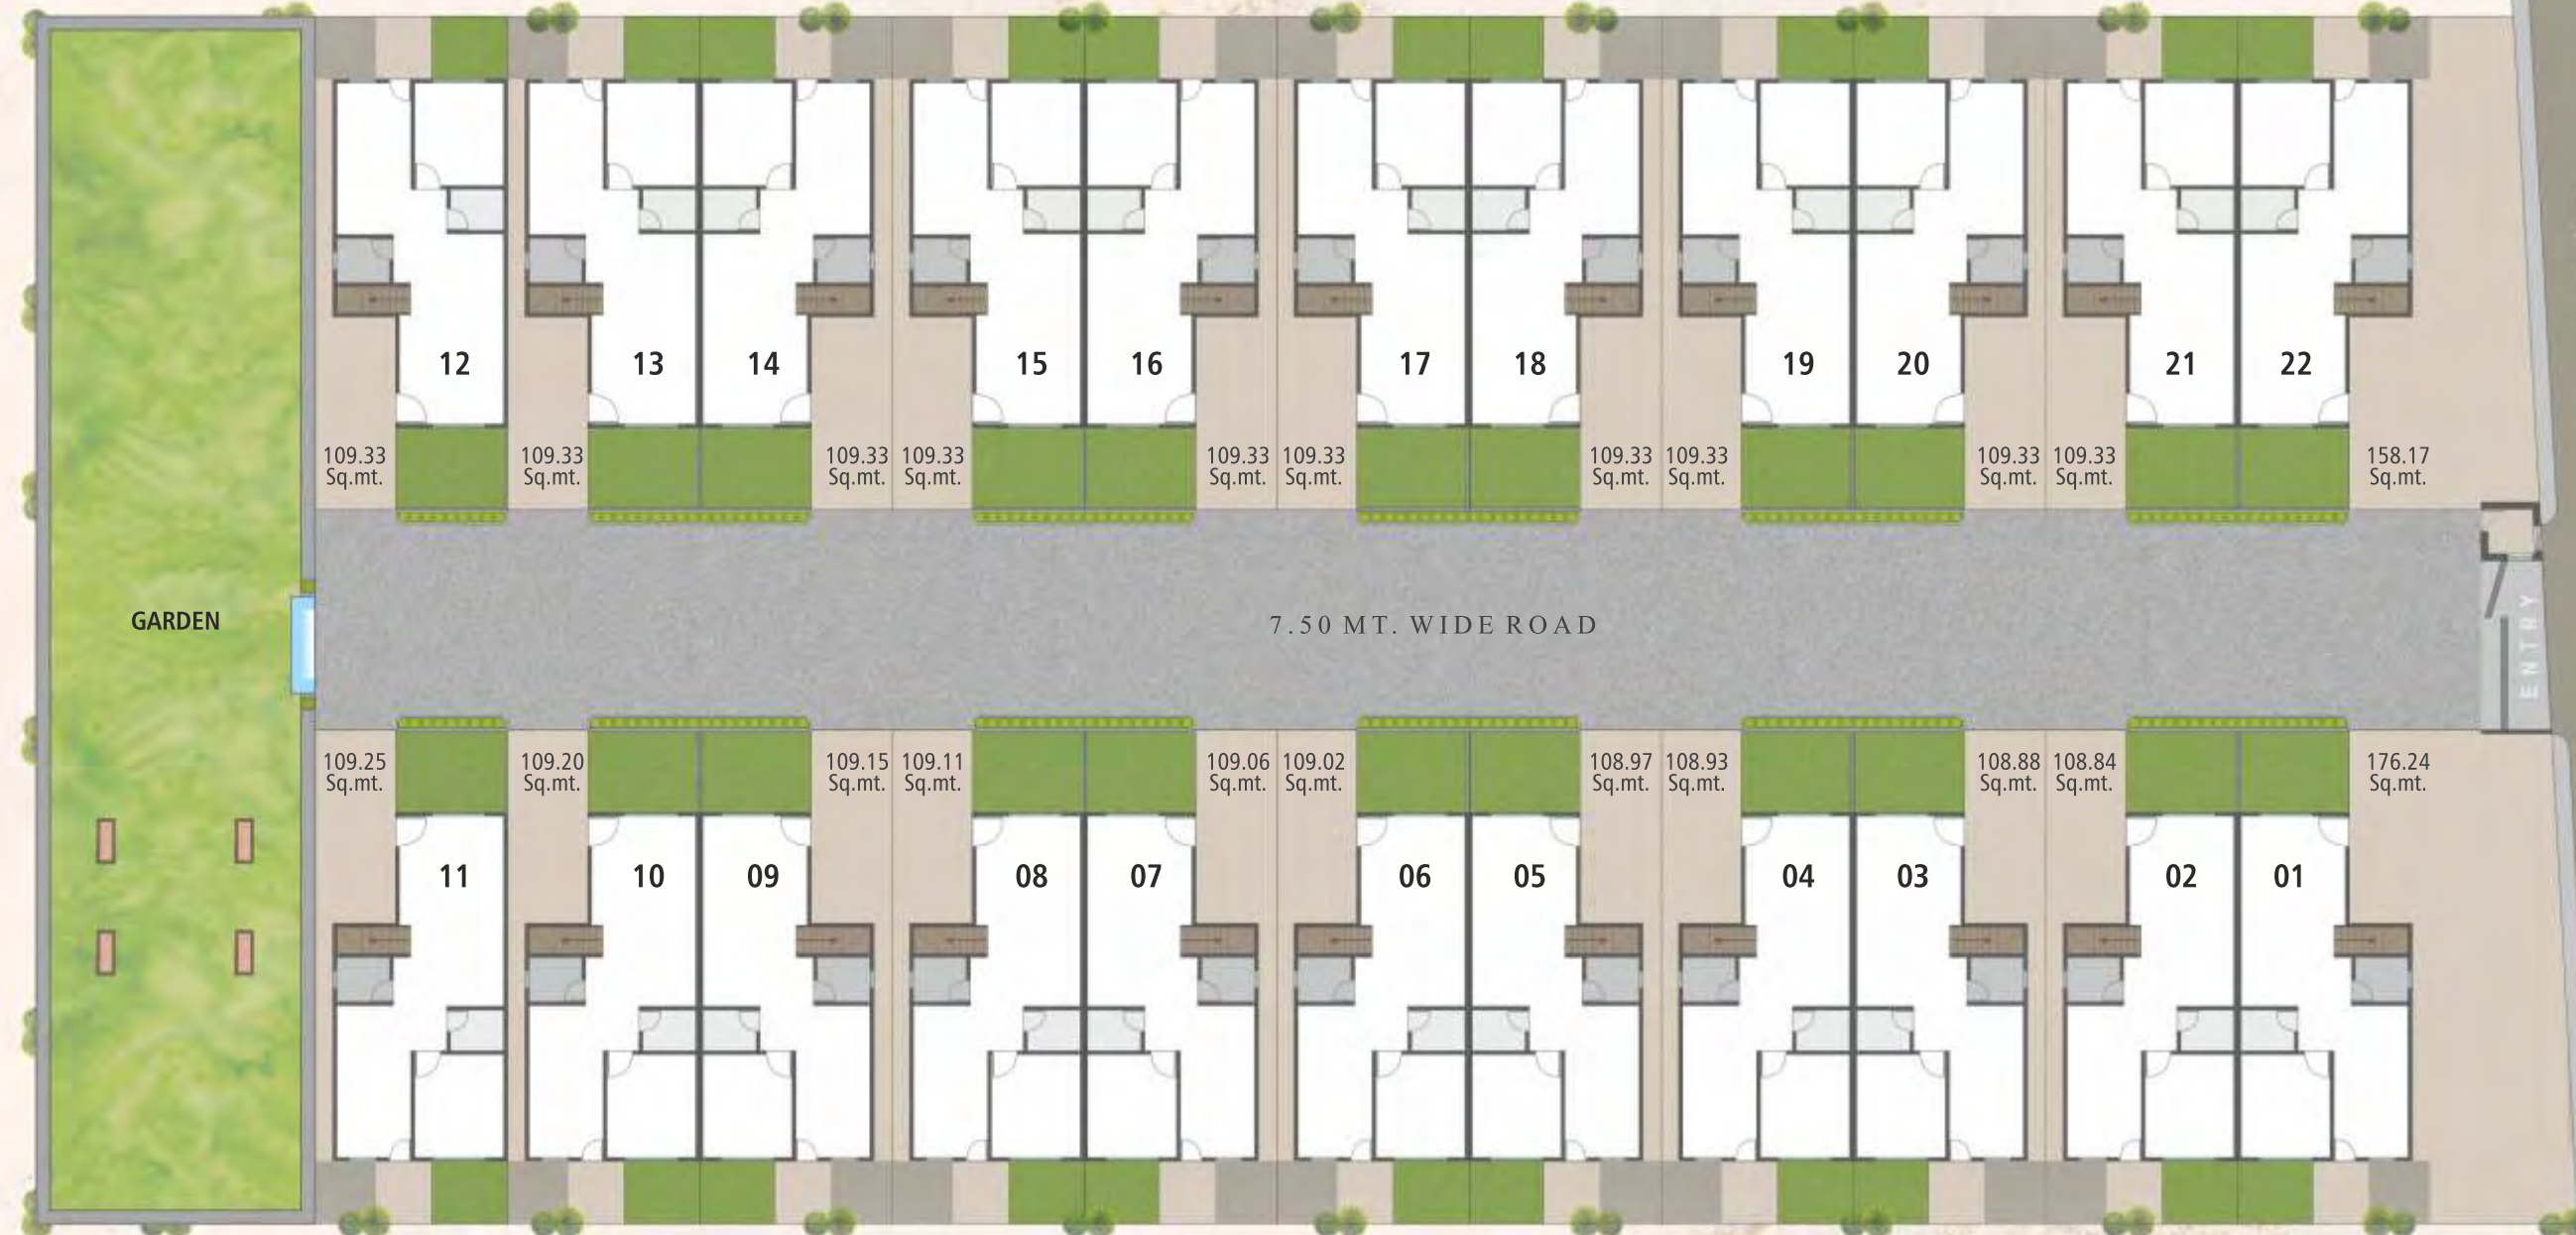 12
13
14
15
16
17
18
19
20
21
22
109.33
Sq.mt.
109.33
Sq.mt.
109.33
Sq.mt.
109.33
Sq.mt.
109.33
Sq.mt.
109.33
Sq.mt.
109.33
Sq.mt.
109.33
Sq.mt.
109.33
Sq.mt.
109.33
Sq.mt.
158.17
Sq.mt.
GARDEN
7.50 MT. WIDE ROAD
ENTRY
109.25
Sq.mt.
109.20
Sq.mt.
109.15
Sq.mt.
109.11
Sq.mt.
109.06
Sq.mt.
109.02
Sq.mt.
108.97
Sq.mt.
108.93
Sq.mt.
108.88
Sq.mt.
108.84
Sq.mt.
176.24
Sq.mt.
11
10
09
08
07
06
05
04
03
02
01